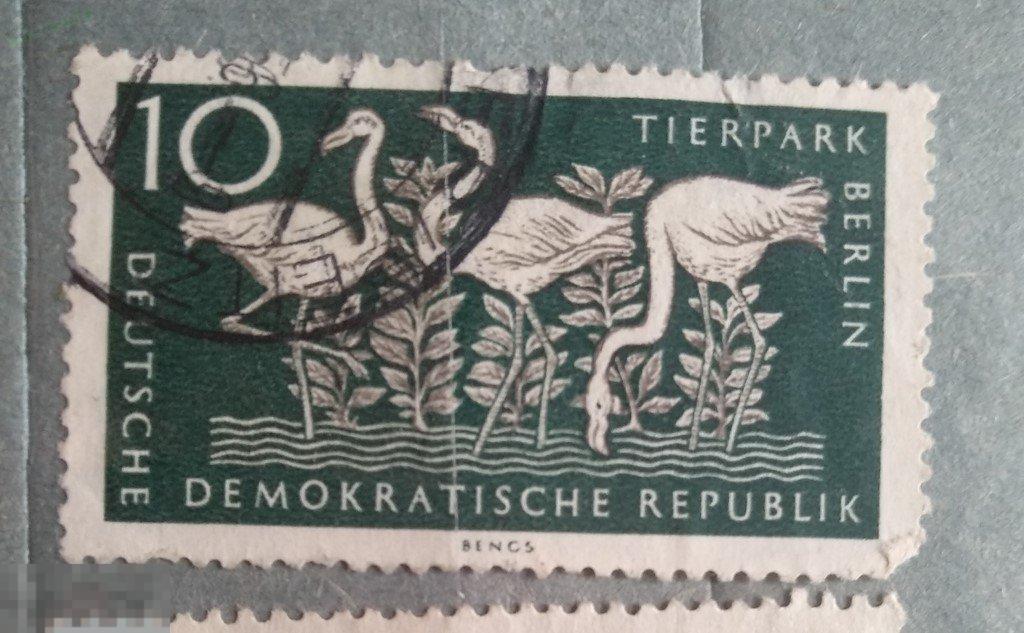 10
TIERPARK
BERLIN
DEUTSCHE
DEMOKRATISCHE REPUBLIK
BENGS